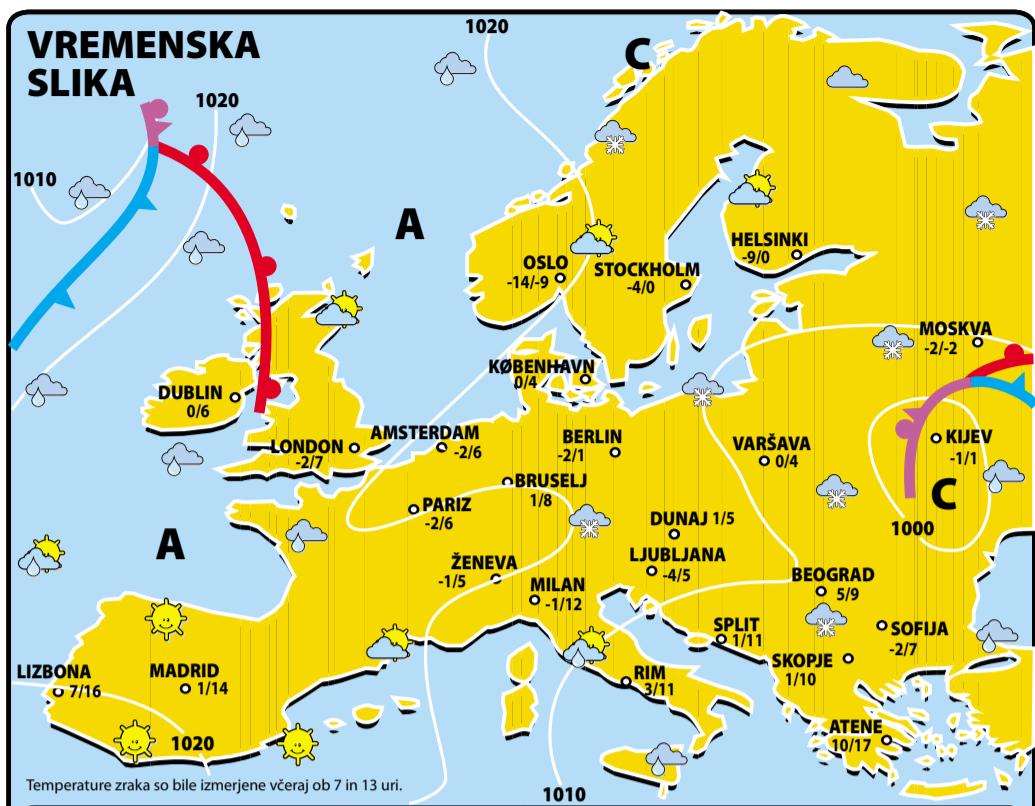 VREMENSKA
SLIKA
1020
C
1020
1010
A
HELSINKI
-9/0
OSLO
-14/-9
STOCKHOLM
-4/0
MOSKVA
-2/-2
KØBENHAVN
0/4
DUBLIN
0/6
LONDON
-2/7
AMSTERDAM
-2/6
BERLIN
-2/1
VARŠAVA
0/4
KIJEV
-1/1
BRUSELJ
1/8
PARIZ
-2/6
C
1000
DUNAJ 1/5
A
LJUBLJANA
-4/5
ŽENEVA
-1/5
MILAN
-1/12
BEOGRAD
5/9
SPLIT
1/11
SOFIJA
-2/7
SKOPJE
1/10
LIZBONA
7/16
MADRID
1/14
RIM
3/11
ATENE
10/17
1020
Temperature zraka so bile izmerjene včeraj ob 7 in 13 uri.
1010